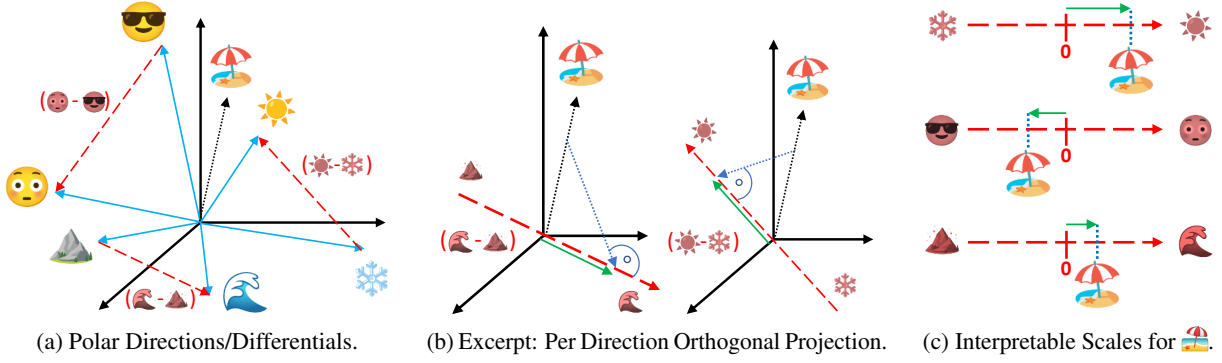 ( - )
( - )
( - )
( - )
( - )
0
0
0
(a) Polar Directions/Differentials.
(b) Excerpt: Per Direction Orthogonal Projection.
(c) Interpretable Scales for 🏖️.